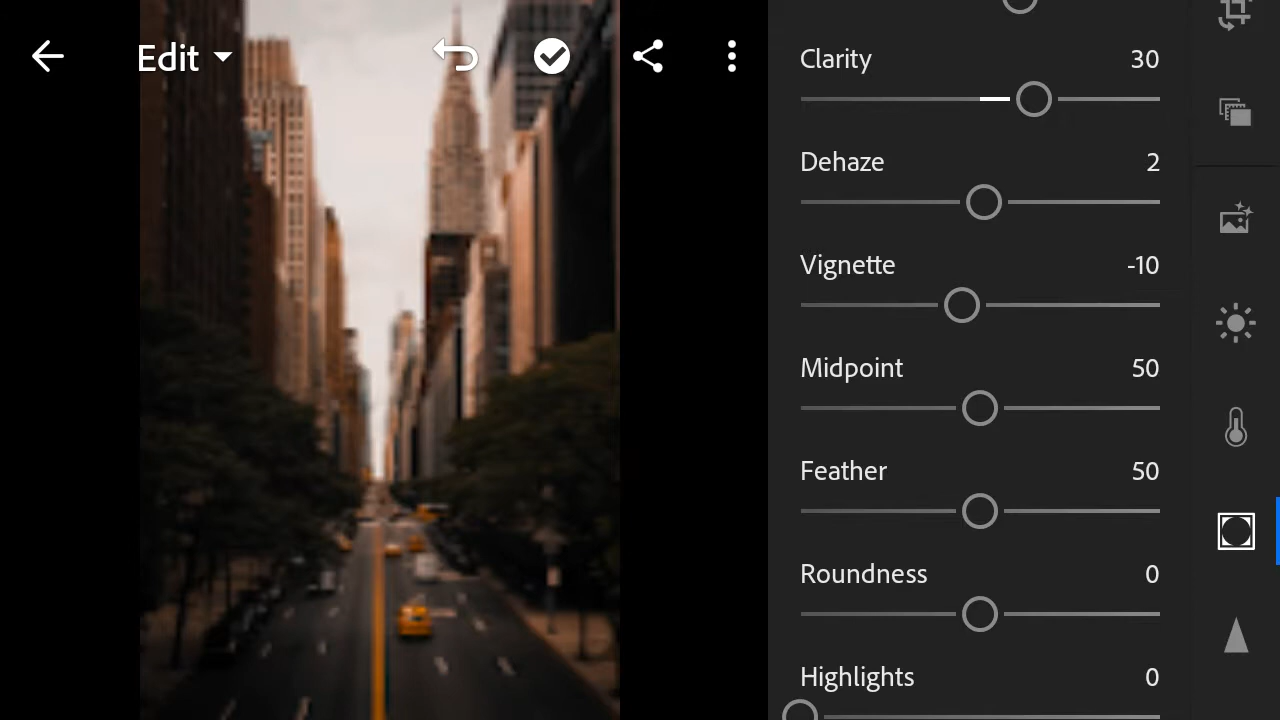 Edit
Clarity 30
Dehaze 2
Vignette -10
Midpoint 50
Feather 50
Roundness 0
Highlights 0